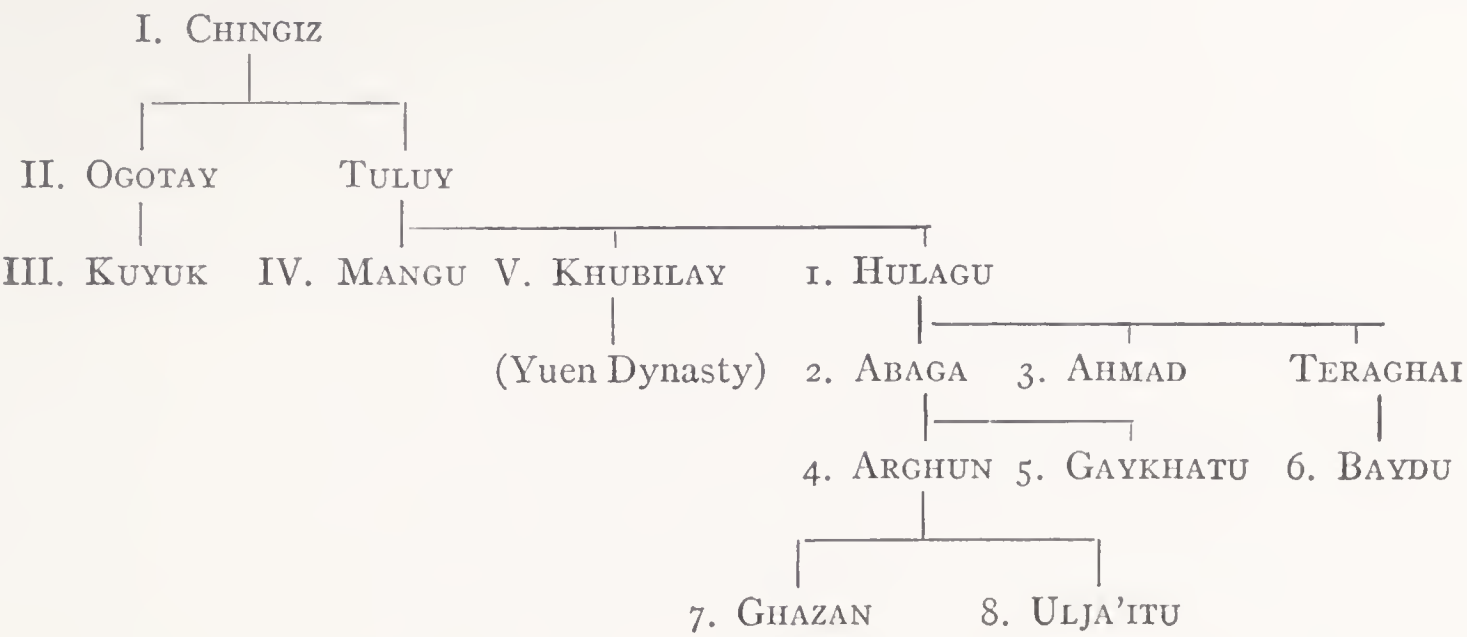 I. CHINGIZ
II. OGOTAY TULUY
III. KUYUK IV. MANGU V. KHUBILAY 1. HULAGU
(Yuen Dynasty) 2. ABAGA 3. AHMAD TERAGHAI
4. ARGHUN 5. GAYKHATU 6. BAYDU
7. GHAZAN 8. ULJA'ITU